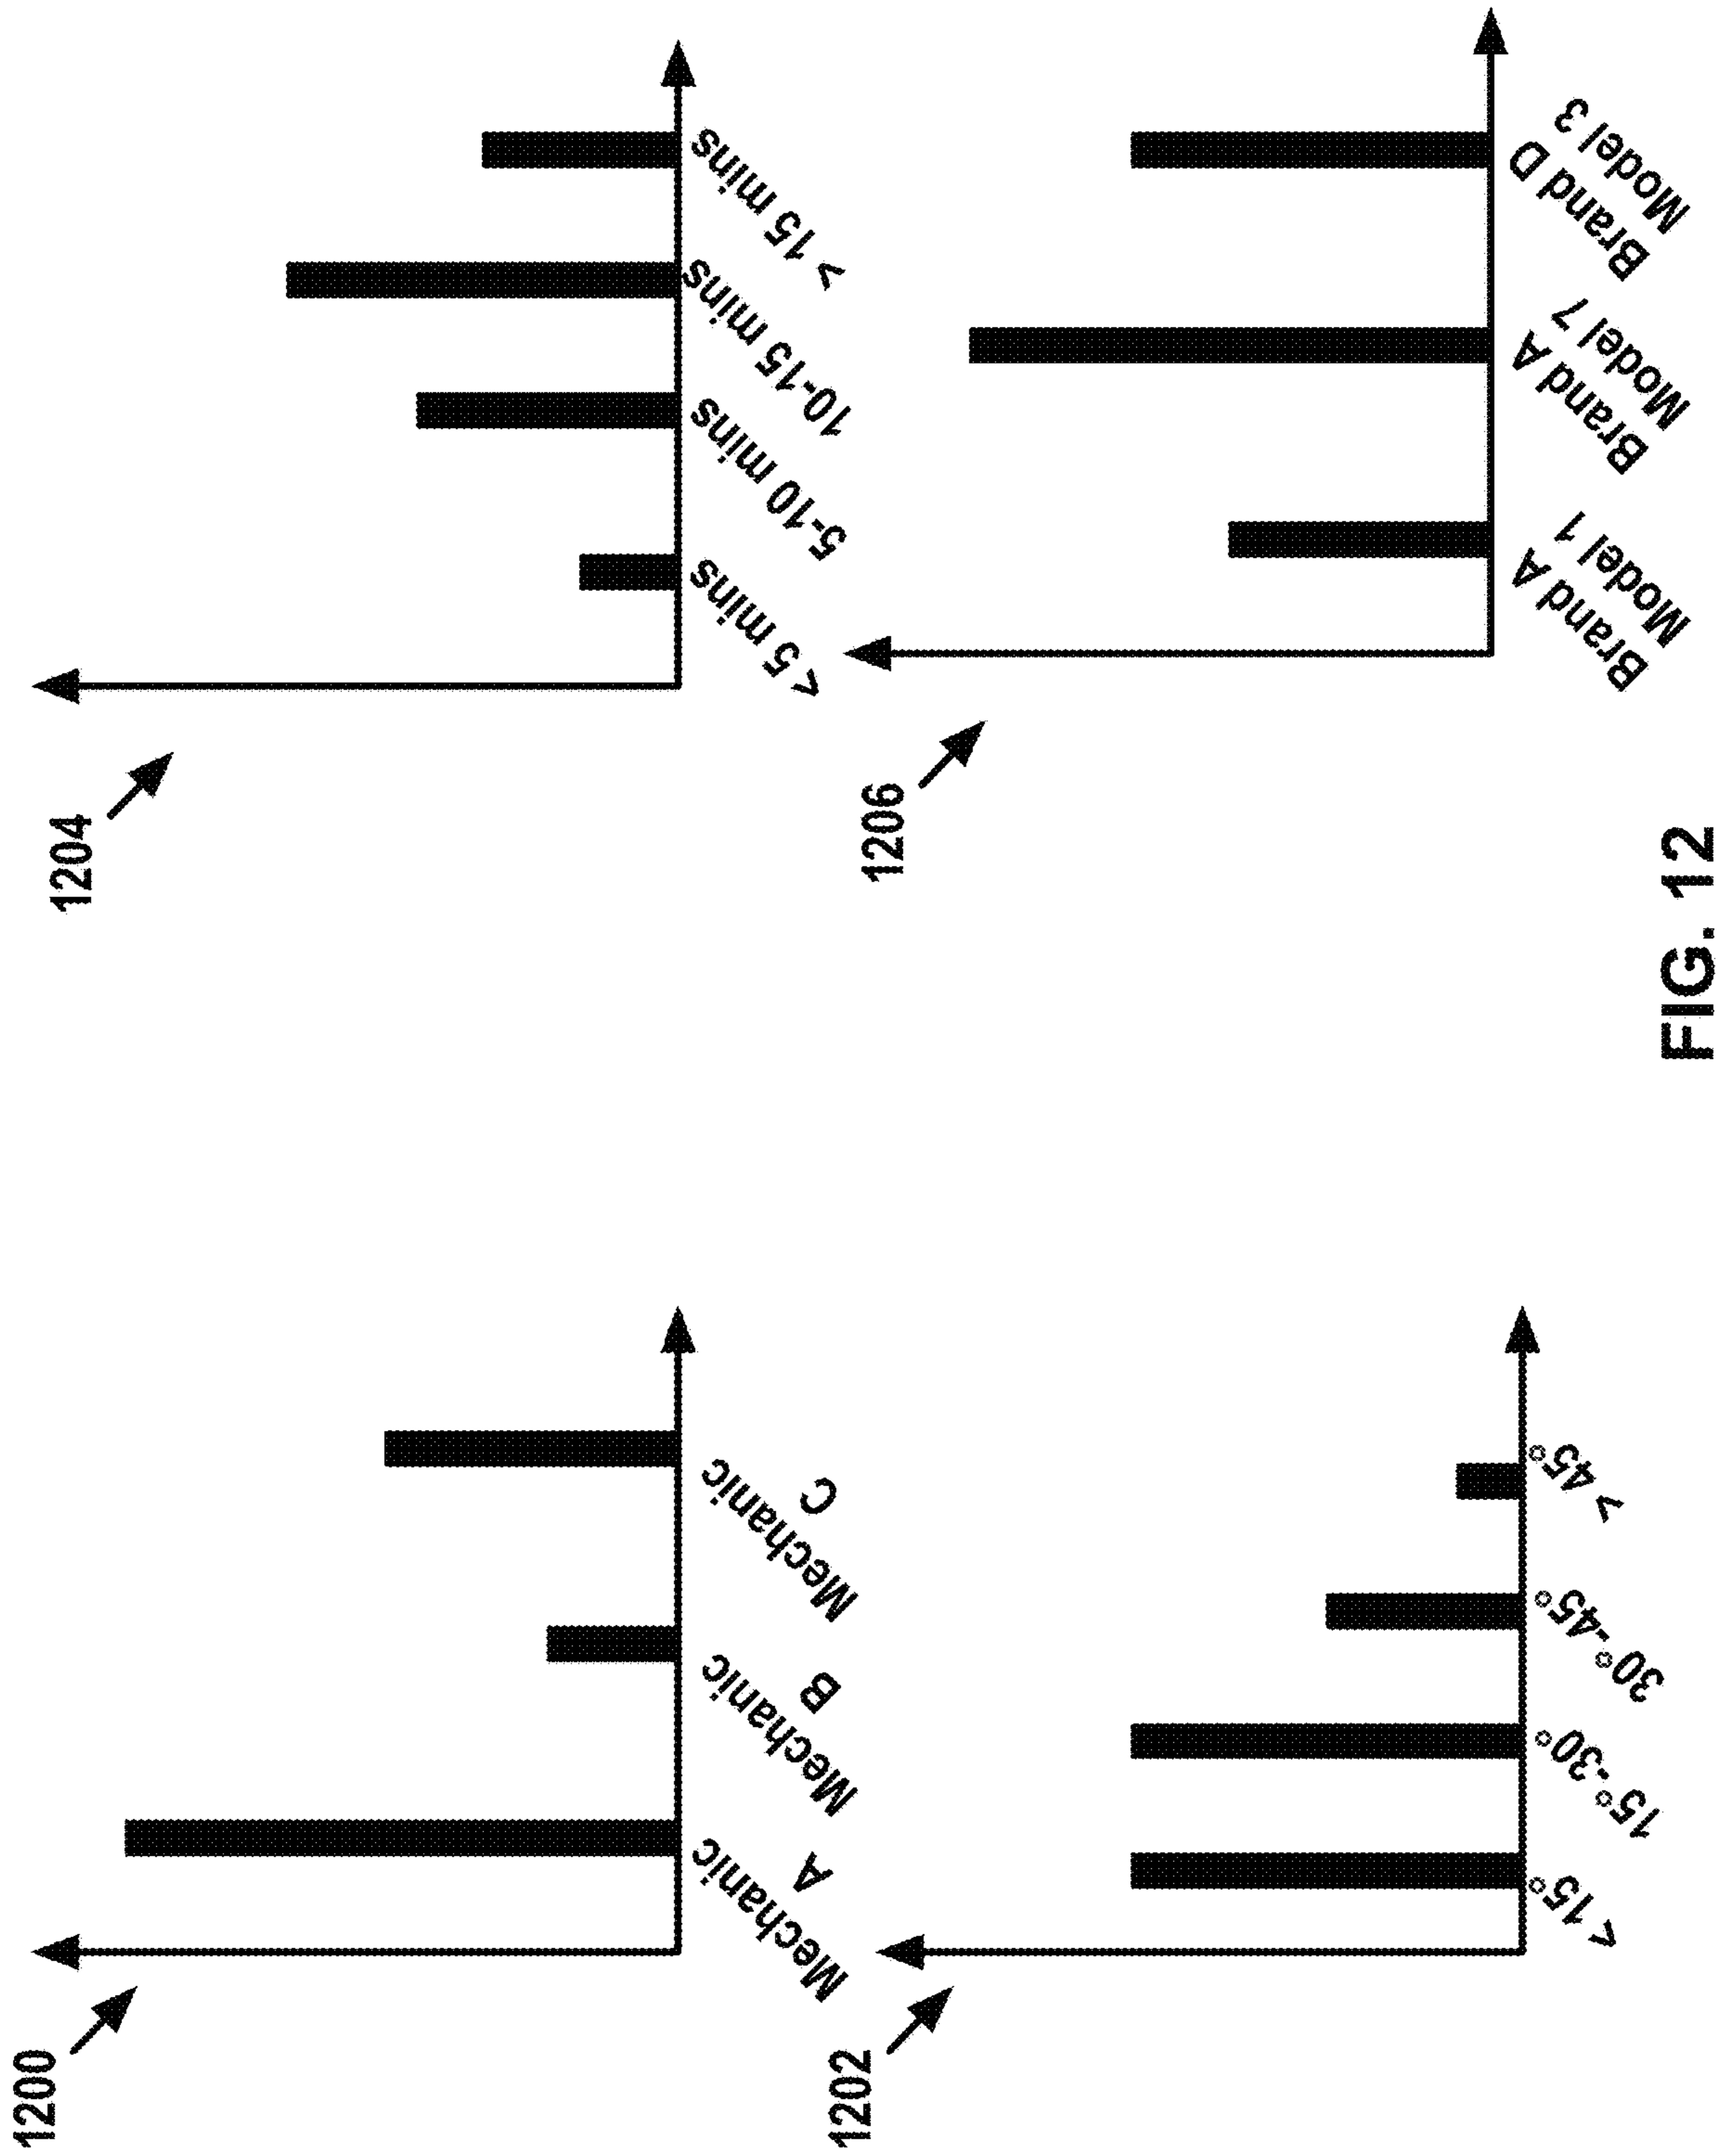 1200
Mechanic
A
Mechanic
B
Mechanic
C
1204
< 5 mins
5-10 mins
10-15 mins
> 15 mins
1202
< 15°
15°-30°
30°-45°
> 45°
1206
Brand A
Model 1
Brand A
Model 7
Brand D
Model 3
FIG. 12